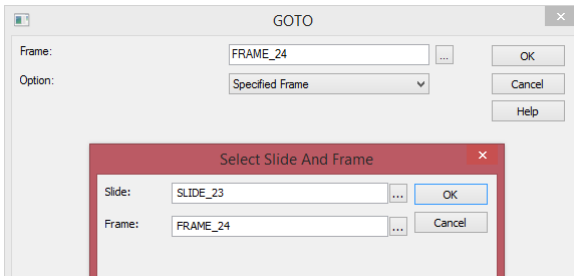 GOTO
Frame: FRAME_24 ... OK
Option: Specified Frame Cancel
Help
Select Slide And Frame
Slide: SLIDE_23 ... OK
Frame: FRAME_24 ... Cancel